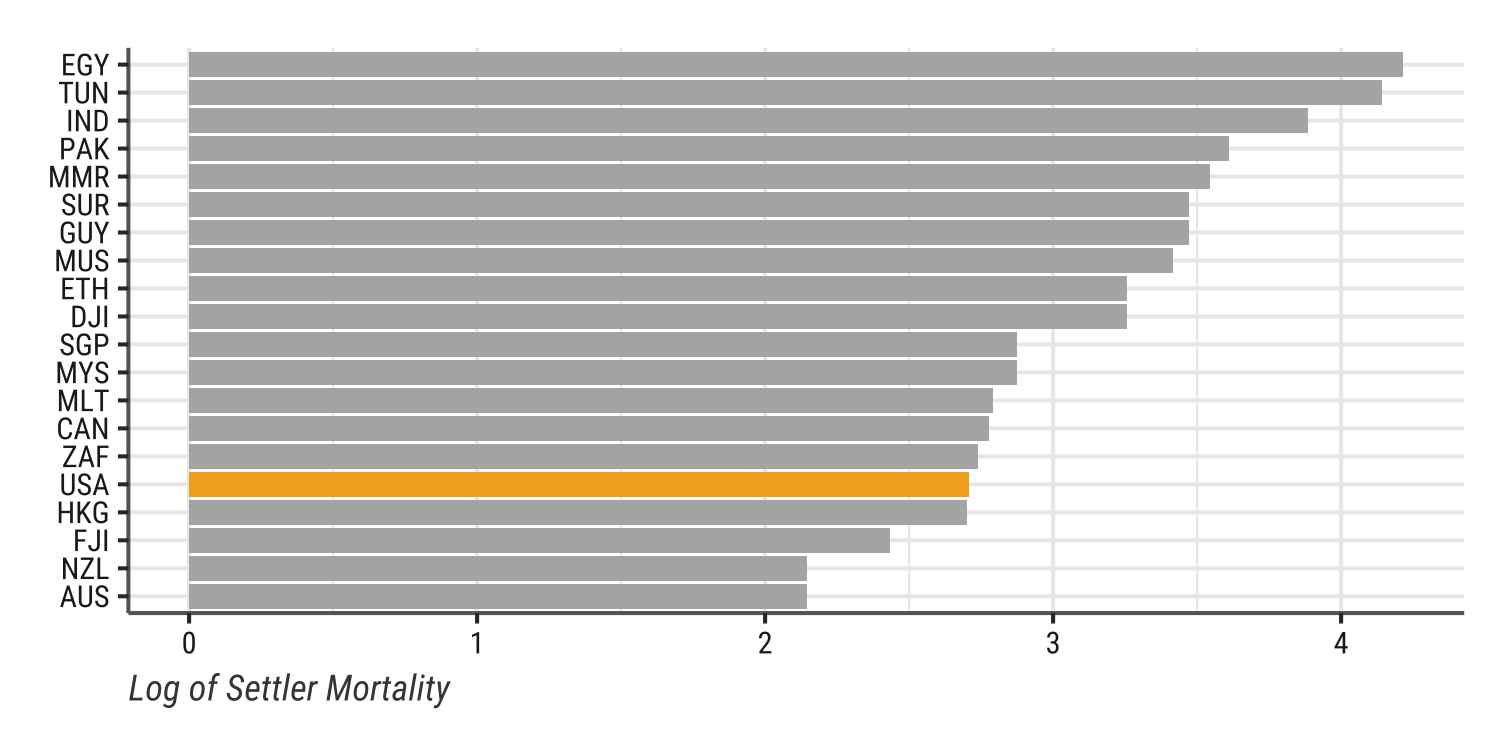 EGY
TUN
IND
PAK
MMR
SUR
GUY
MUS
ETH
DJI
SGP
MYS
MLT
CAN
ZAF
USA
HKG
FJI
NZL
AUS
0 1 2 3 4
Log of Settler Mortality